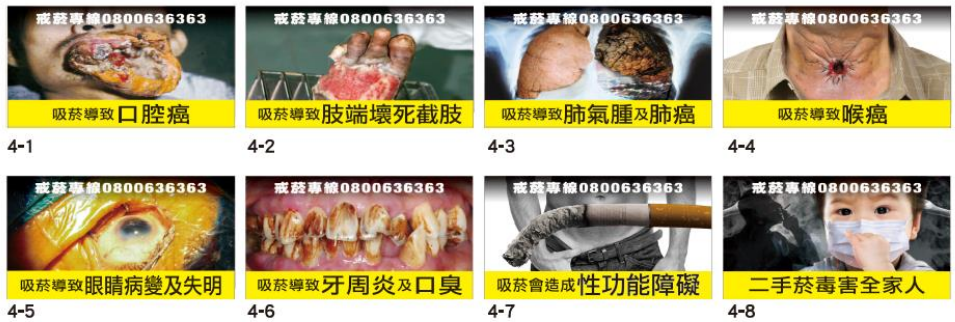 戒菸專線0800636363
吸菸導致口腔癌
4-1
戒菸專線0800636363
吸菸導致肢端壞死截肢
4-2
戒菸專線0800636363
吸菸導致肺氣腫及肺癌
4-3
戒菸專線0800636363
吸菸導致喉癌
4-4
戒菸專線0800636363
吸菸導致眼睛病變及失明
4-5
戒菸專線0800636363
吸菸導致牙周炎及口臭
4-6
戒菸專線0800636363
吸菸會造成性功能障礙
4-7
戒菸專線0800636363
二手菸毒害全家人
4-8